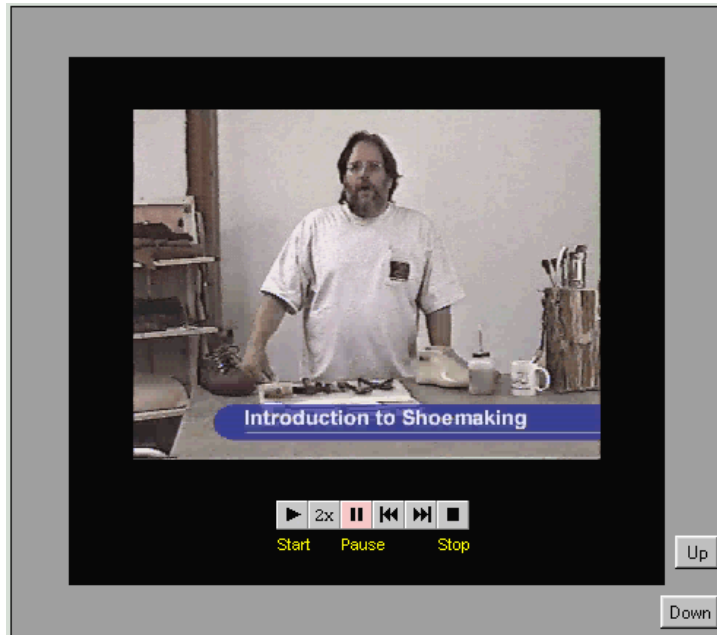 Introduction to Shoemaking
2x
Start Pause Stop
Up
Down